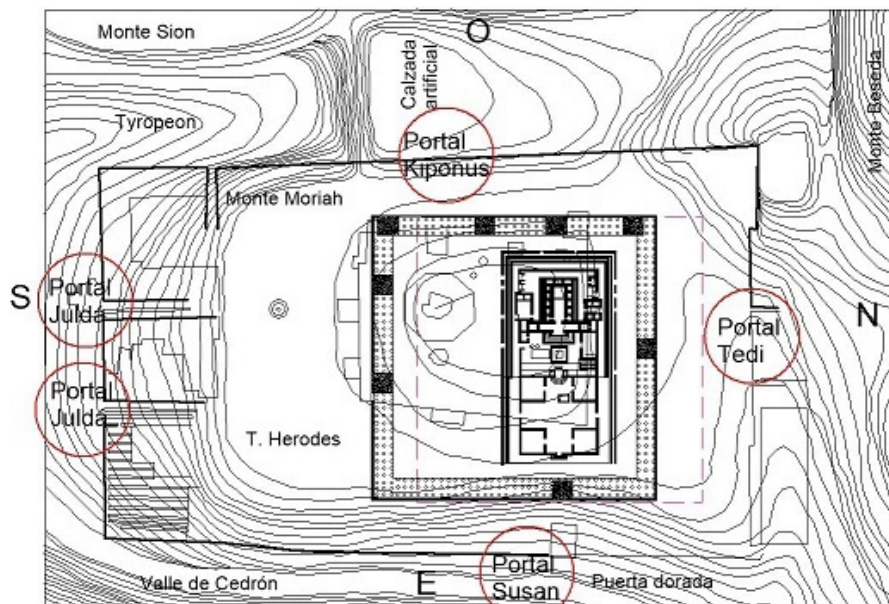 Monte Sion
O
Calzada
artificial
Monte Beseda
Tyropeon
Portal
Kiponus
Monte Moriah
S
Portal
Julda
N
Portal
Tedi
Portal
Julda
T. Herodes
Valle de Cedrón
E
Portal
Susan
Puerta dorada